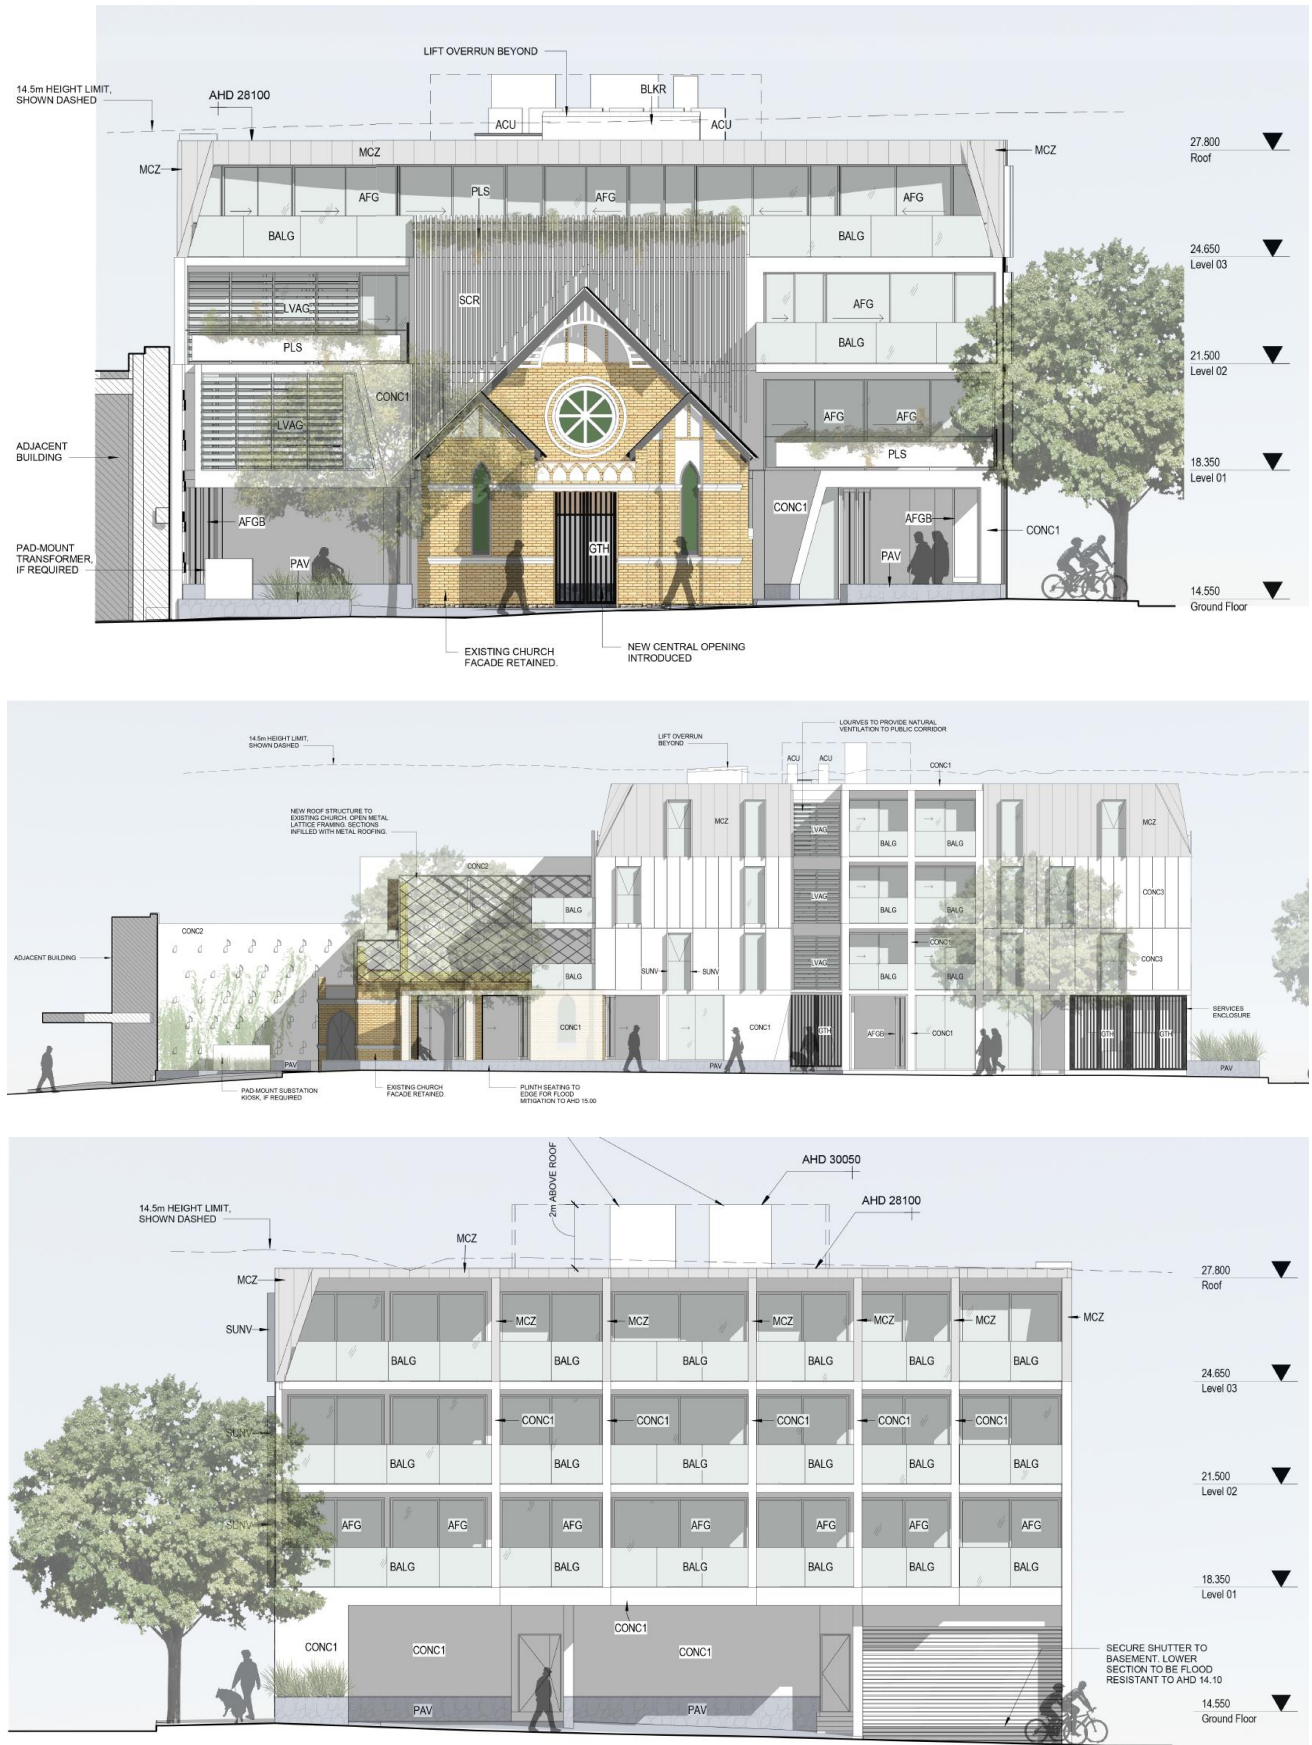 LIFT OVERRUN BEYOND
14.5m HEIGHT LIMIT,
SHOWN DASHED
AHD 28100
BLKR
ACU
ACU
MCZ
MCZ
MCZ
27.800
Roof
AFG
PLS
AFG
AFG
BALG
BALG
24.650
Level 03
SCR
LVAG
AFG
PLS
BALG
21.500
Level 02
CONC1
LVAG
AFG
AFG
PLS
ADJACENT
BUILDING
18.350
Level 01
CONC1
AFGB
AFGB
CONC1
PAD-MOUNT
TRANSFORMER,
IF REQUIRED
PAV
GTH
PAV
14.550
Ground Floor
EXISTING CHURCH
FACADE RETAINED.
NEW CENTRAL OPENING
INTRODUCED
LOURVES TO PROVIDE NATURAL
VENTILATION TO PUBLIC CORRIDOR
14.5m HEIGHT LIMIT,
SHOWN DASHED
LIFT OVERRUN
BEYOND
ACU
ACU
CONC1
NEW ROOF STRUCTURE TO
EXISTING CHURCH. OPEN METAL
LATTICE FRAMING. SECTIONS
INFILLED WITH METAL ROOFING.
MCZ
LVAG
MCZ
BALG
BALG
CONC2
CONC3
LVAG
BALG
BALG
BALG
CONC2
CONC1
ADJACENT BUILDING
CONC3
SUNV
SUNV
BALG
LVAG
BALG
BALG
SERVICES
ENCLOSURE
CONC1
CONC1
GTH
AFGB
CONC1
GTH
GTH
PAV
PAV
PAV
PAD-MOUNT SUBSTATION
KIOSK, IF REQUIRED
EXISTING CHURCH
FACADE RETAINED.
PLINTH SEATING TO
EDGE FOR FLOOD
MITIGATION TO AHD 15.00
2m ABOVE ROOF
AHD 30050
AHD 28100
14.5m HEIGHT LIMIT,
SHOWN DASHED
MCZ
MCZ
27.800
Roof
SUNV
MCZ
MCZ
MCZ
MCZ
MCZ
MCZ
BALG
BALG
BALG
BALG
BALG
BALG
24.650
Level 03
SUNV
CONC1
CONC1
CONC1
CONC1
CONC1
BALG
BALG
BALG
BALG
BALG
BALG
21.500
Level 02
SUNV
AFG
AFG
AFG
AFG
AFG
AFG
AFG
BALG
BALG
BALG
BALG
BALG
BALG
18.350
Level 01
CONC1
CONC1
CONC1
CONC1
SECURE SHUTTER TO
BASEMENT. LOWER
SECTION TO BE FLOOD
RESISTANT TO AHD 14.10
PAV
PAV
14.550
Ground Floor